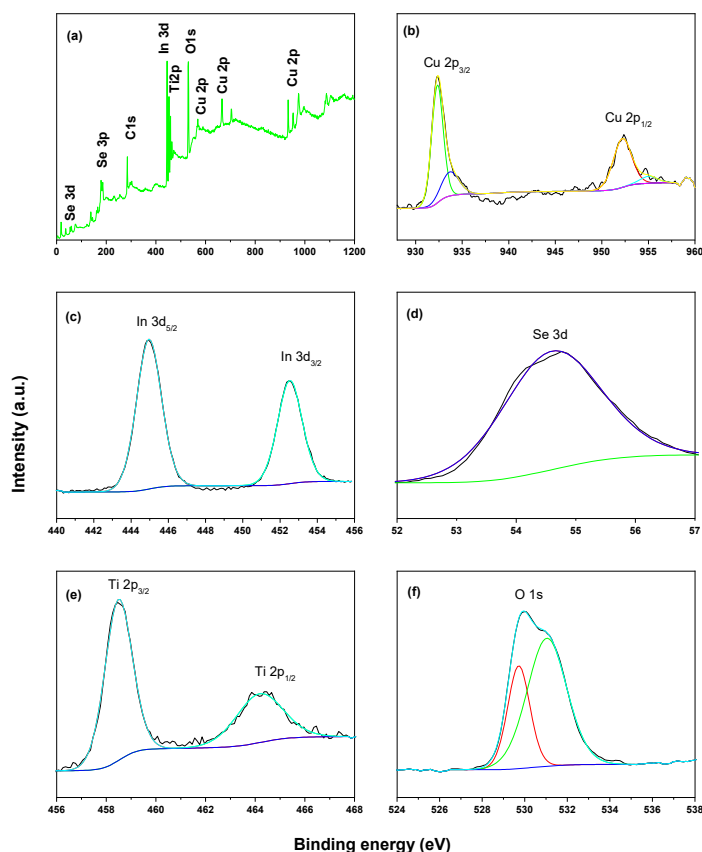 (a)
Se 3d
Se 3p
C1s
In 3d
Ti2p
O1s
Cu 2p
Cu 2p
Cu 2p
0 200 400 600 800 1000 1200
(b)
Cu 2p3/2
Cu 2p1/2
930 935 940 945 950 955 960
(c)
In 3d5/2
In 3d3/2
440 442 444 446 448 450 452 454 456
(d)
Se 3d
52 53 54 55 56 57
(e)
Ti 2p3/2
Ti 2p1/2
456 458 460 462 464 466 468
(f)
O 1s
524 526 528 530 532 534 536 538
Intensity (a.u.)
Binding energy (eV)